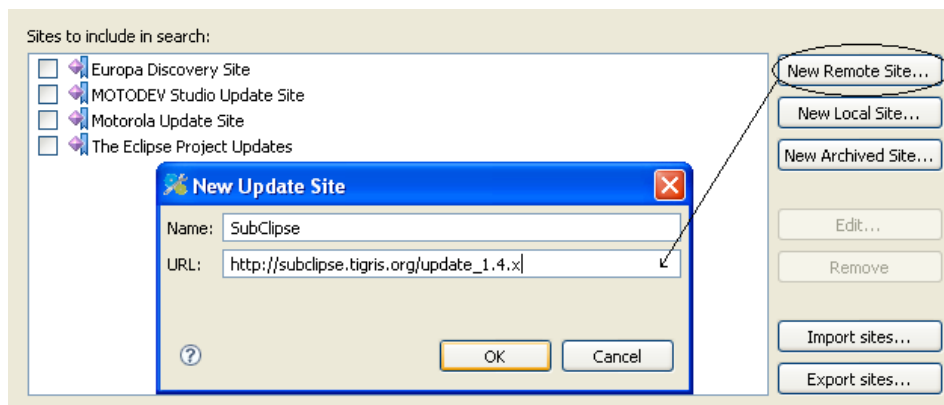 Sites to include in search:
Europa Discovery Site
MOTODEV Studio Update Site
Motorola Update Site
The Eclipse Project Updates
New Remote Site...
New Local Site...
New Archived Site...
Edit...
Remove
Import sites...
Export sites...
New Update Site
Name: SubClipse
URL: http://subclipse.tigris.org/update_1.4.x
?
OK Cancel